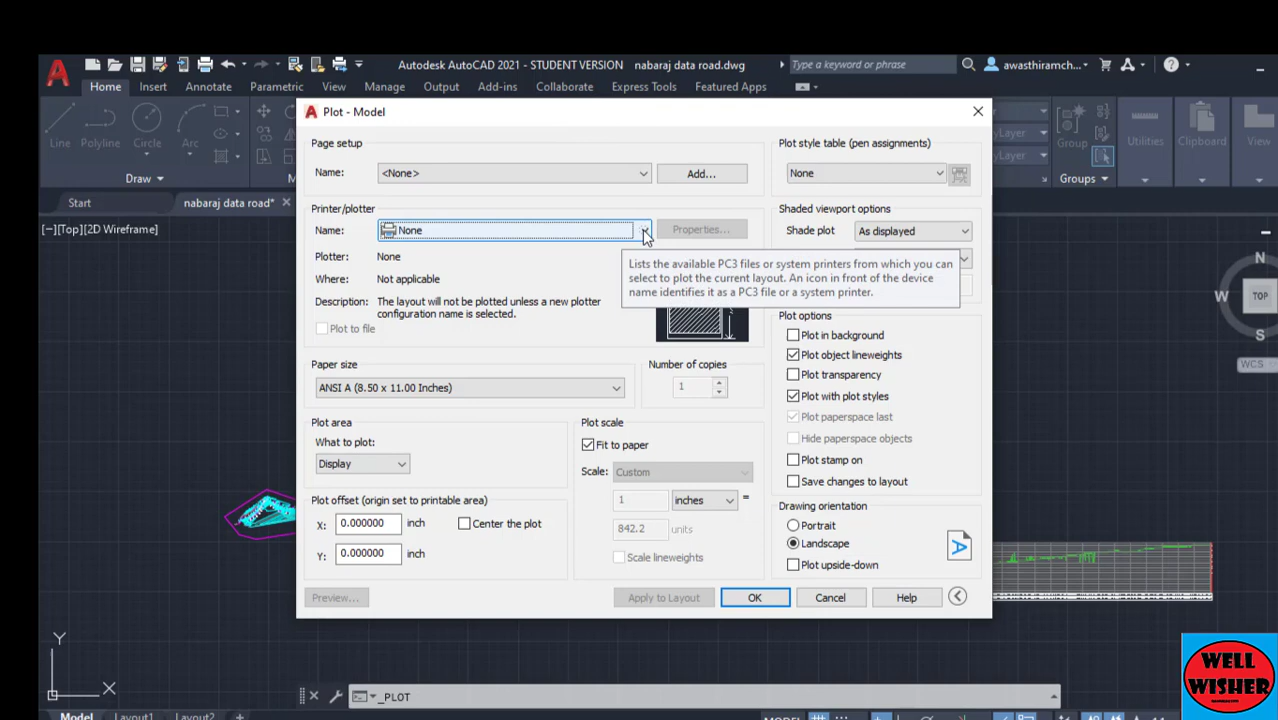 Autodesk AutoCAD 2021 - STUDENT VERSION nabaraj data road.dwg
Type a keyword or phrase
awasthiramch...
Home Insert Annotate Parametric View Manage Output Add-ins Collaborate Express Tools Featured Apps
Line Polyline Circle Arc
Draw
Group
Groups
Utilities
Clipboard
View
Start
nabaraj data road*
[−][Top][2D Wireframe]
Plot - Model
Page setup
Name: <None> Add...
Printer/plotter
Name: None Properties...
Plotter: None
Where: Not applicable
Description: The layout will not be plotted unless a new plotter
configuration name is selected.
Plot to file
Lists the available PC3 files or system printers from which you can
select to plot the current layout. An icon in front of the device
name identifies it as a PC3 file or a system printer.
Paper size
ANSI A (8.50 x 11.00 Inches)
Number of copies
1
Plot area
What to plot:
Display
Plot offset (origin set to printable area)
X: 0.000000 inch
Center the plot
Y: 0.000000 inch
Plot scale
Fit to paper
Scale: Custom
1 inches =
842.2 units
Scale lineweights
Plot style table (pen assignments)
None
Shaded viewport options
Shade plot As displayed
Plot options
Plot in background
Plot object lineweights
Plot transparency
Plot with plot styles
Plot paperspace last
Hide paperspace objects
Plot stamp on
Save changes to layout
Drawing orientation
Portrait
Landscape
Plot upside-down
A
Preview... Apply to Layout OK Cancel Help
N
W TOP
S
WCS
Y
X
_PLOT
Model Layout1 Layout2 +
MODEL
WELL
WISHER